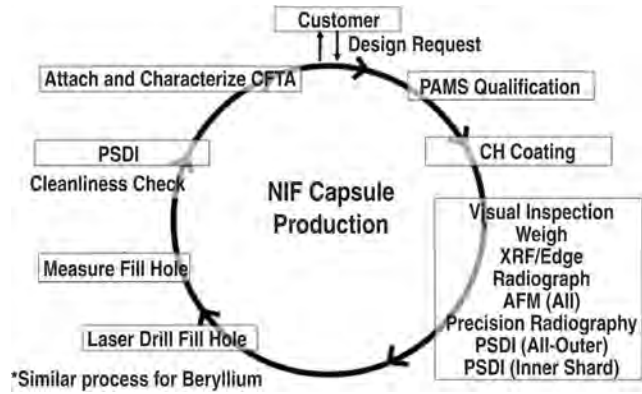 Customer
Design Request
PAMS Qualification
CH Coating
Visual Inspection
Weigh
XRF/Edge
Radiograph
AFM (All)
Precision Radiography
PSDI (All-Outer)
PSDI (Inner Shard)
Laser Drill Fill Hole
Measure Fill Hole
PSDI
Cleanliness Check
Attach and Characterize CFTA
NIF Capsule
Production
*Similar process for Beryllium